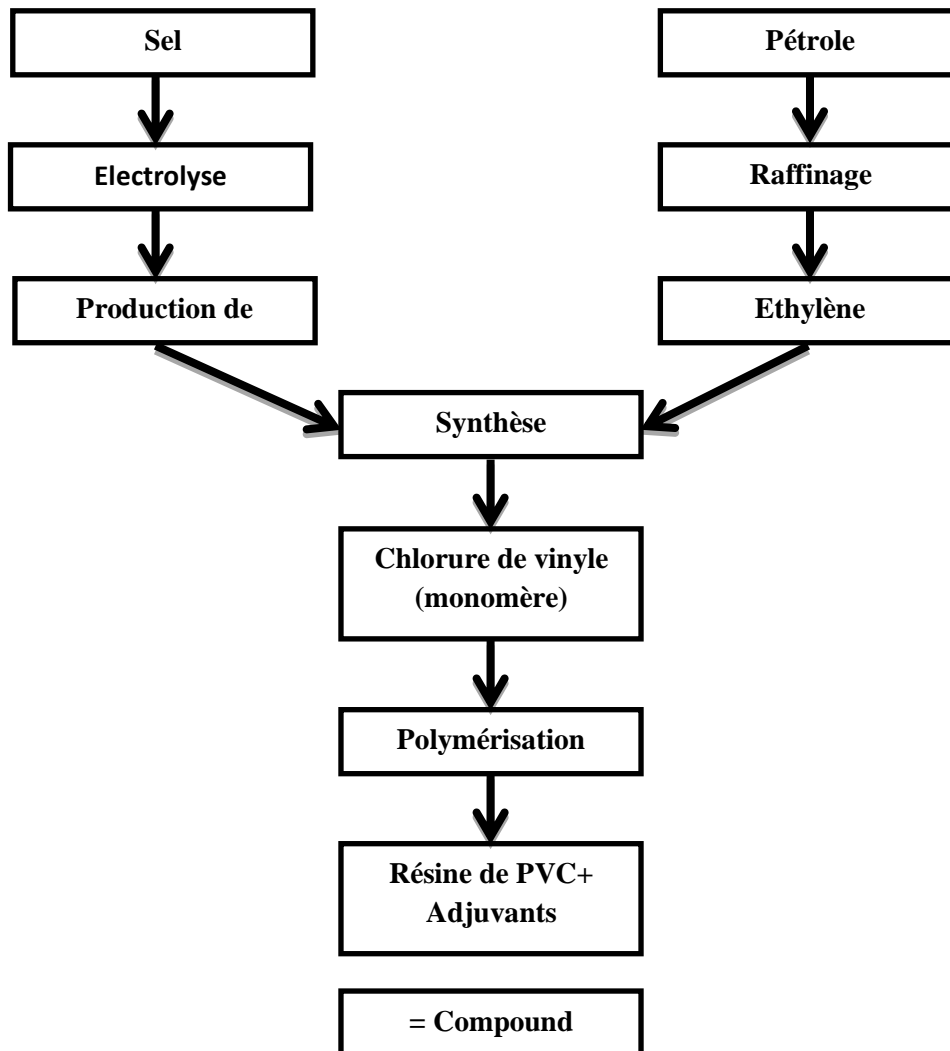 Sel
Pétrole
Electrolyse
Raffinage
Production de
Ethylène
Synthèse
Chlorure de vinyle
(monomère)
Polymérisation
Résine de PVC+
Adjuvants
= Compound